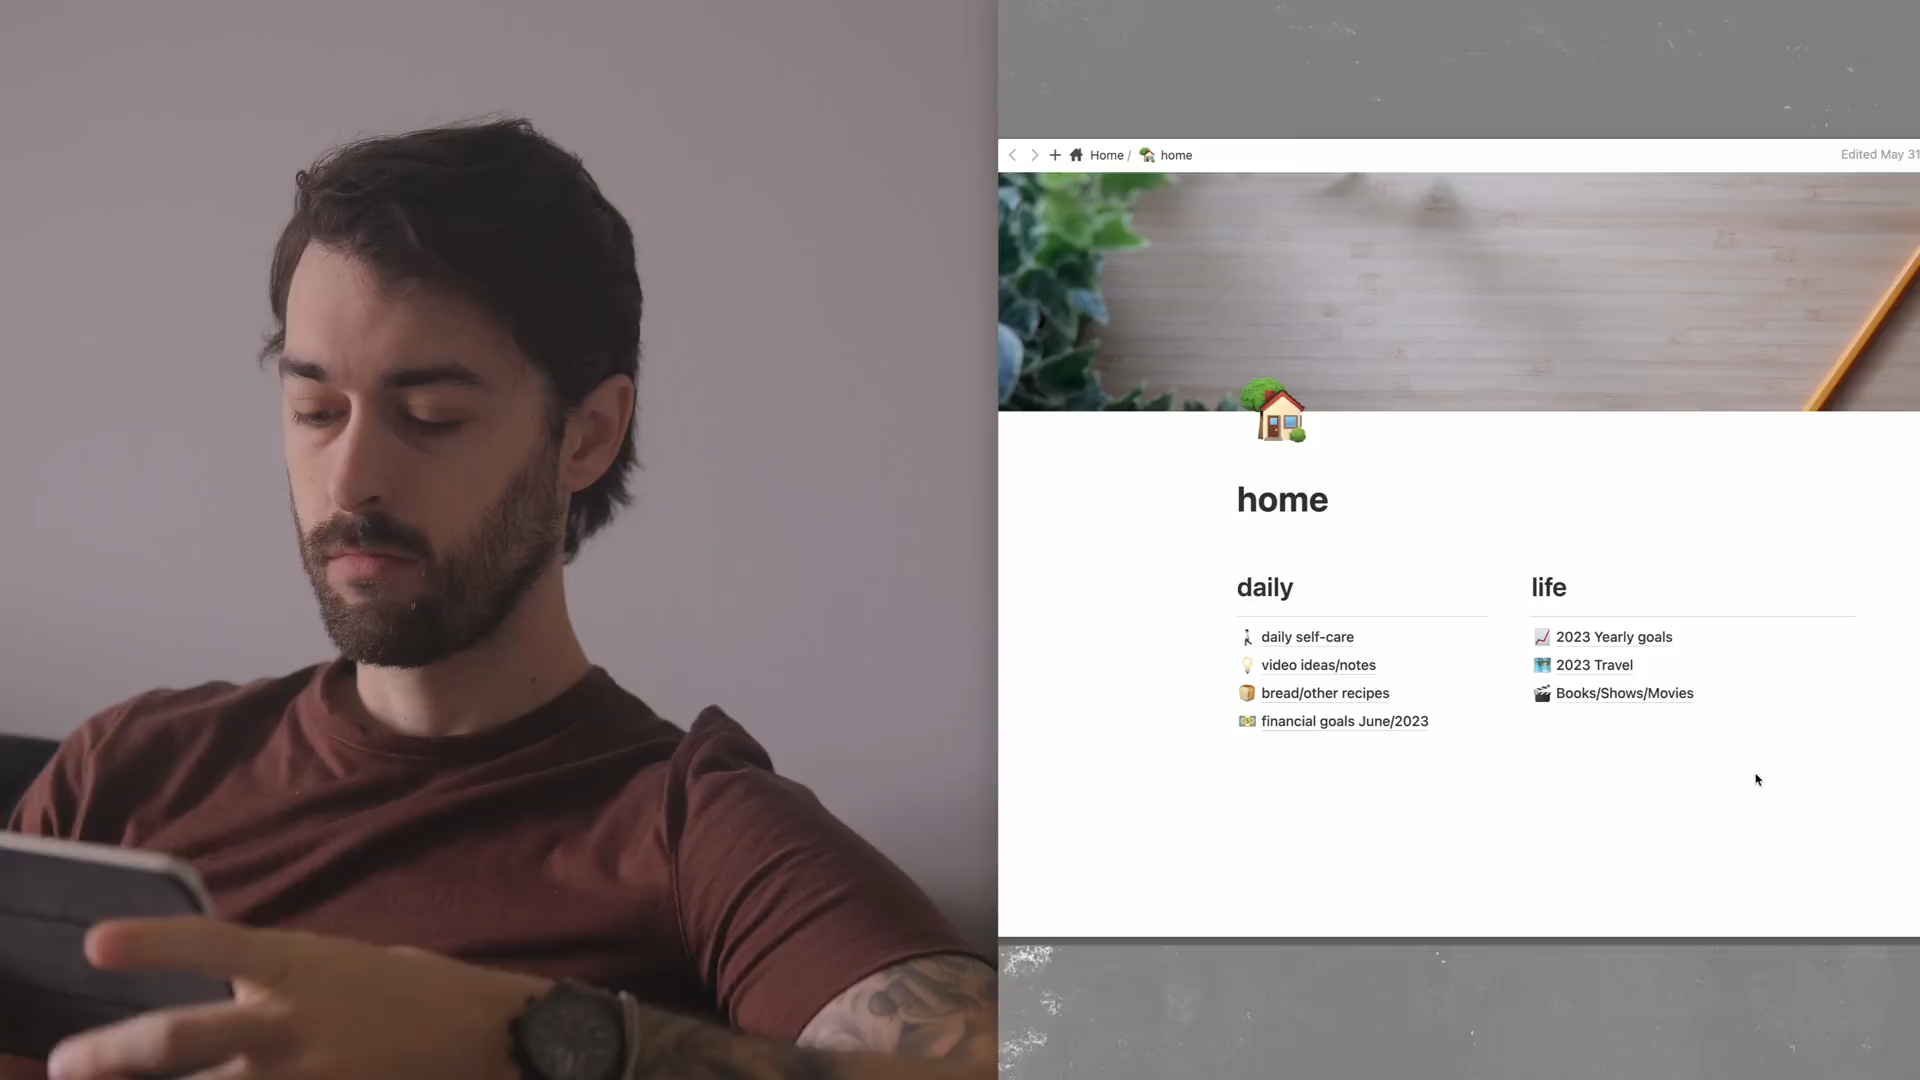 Home / home
Edited May 31
home
daily
life
daily self-care
video ideas/notes
bread/other recipes
financial goals June/2023
2023 Yearly goals
2023 Travel
Books/Shows/Movies